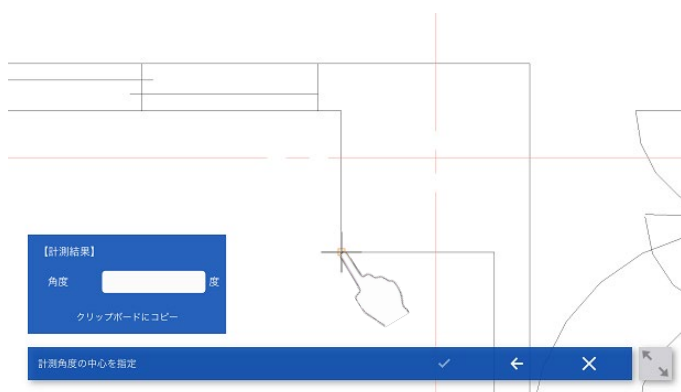 【計測結果】
角度 度
クリップボードにコピー
計測角度の中心を指定